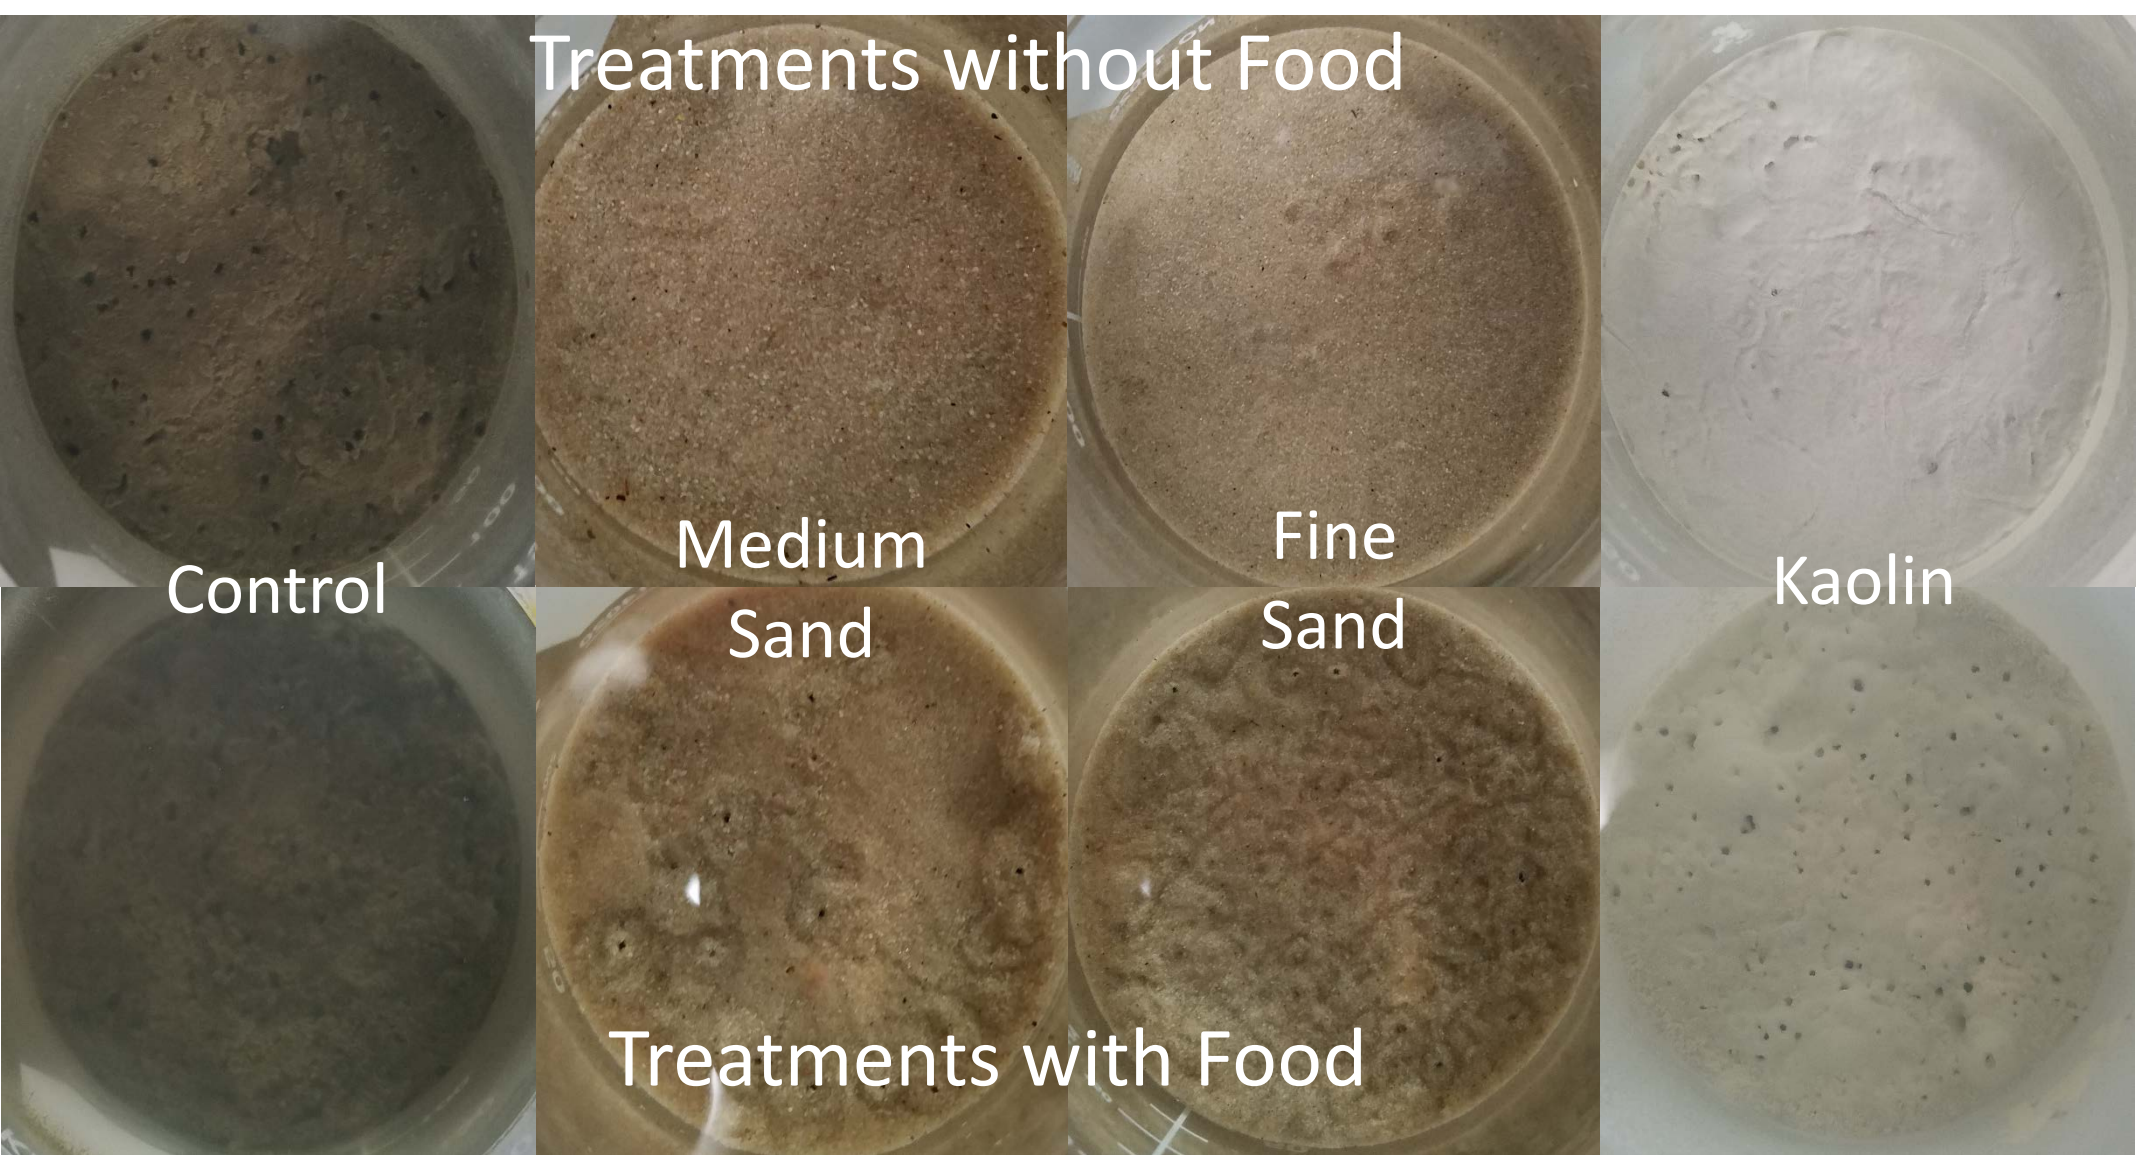 Treatments without Food
Control
Medium
Sand
Fine
Sand
Kaolin
Treatments with Food